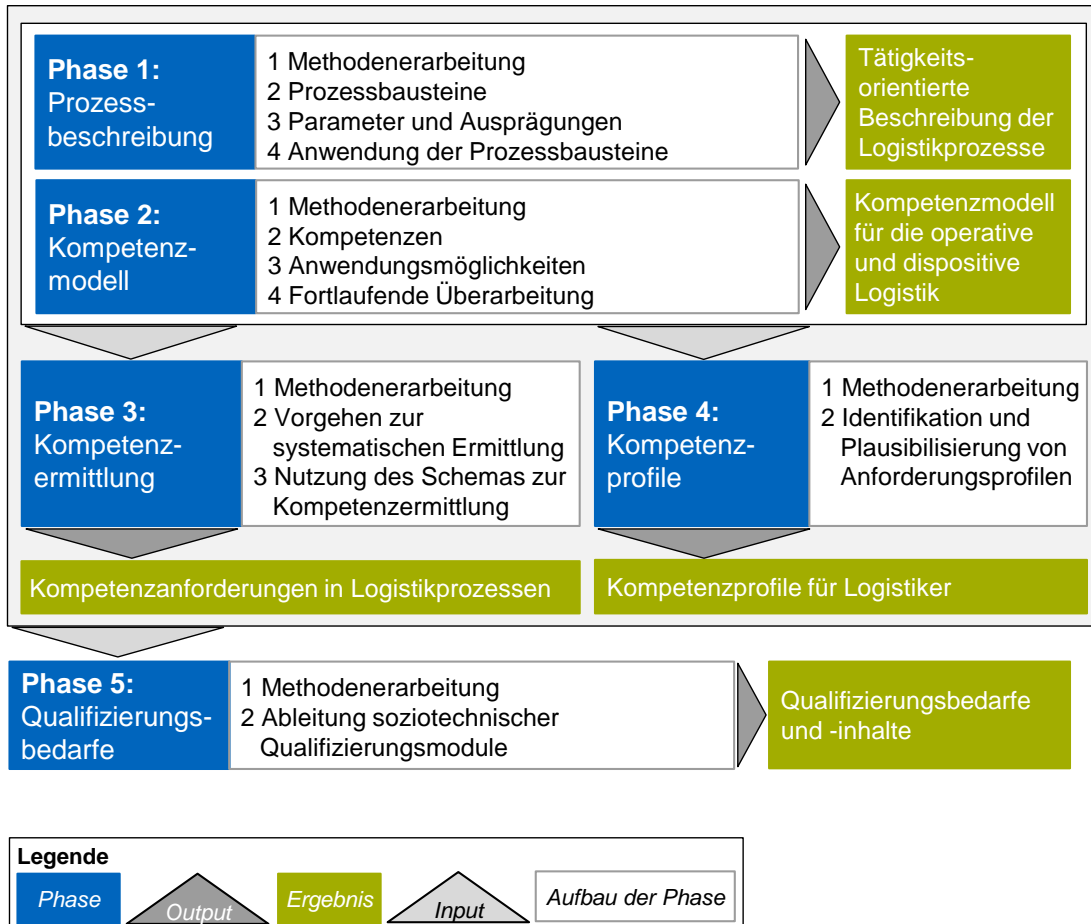 Phase 1:
Prozess-
beschreibung
1 Methodenerarbeitung
2 Prozessbausteine
3 Parameter und Ausprägungen
4 Anwendung der Prozessbausteine
Tätigkeits-
orientierte
Beschreibung der
Logistikprozesse
Phase 2:
Kompetenz-
modell
1 Methodenerarbeitung
2 Kompetenzen
3 Anwendungsmöglichkeiten
4 Fortlaufende Überarbeitung
Kompetenzmodell
für die operative
und dispositive
Logistik
Phase 3:
Kompetenz-
ermittlung
1 Methodenerarbeitung
2 Vorgehen zur
systematischen Ermittlung
3 Nutzung des Schemas zur
Kompetenzermittlung
Phase 4:
Kompetenz-
profile
1 Methodenerarbeitung
2 Identifikation und
Plausibilisierung von
Anforderungsprofilen
Kompetenzanforderungen in Logistikprozessen
Kompetenzprofile für Logistiker
Phase 5:
Qualifizierungs-
bedarfe
1 Methodenerarbeitung
2 Ableitung soziotechnischer
Qualifizierungsmodule
Qualifizierungsbedarfe
und -inhalte
Legende
Phase
Output
Ergebnis
Input
Aufbau der Phase